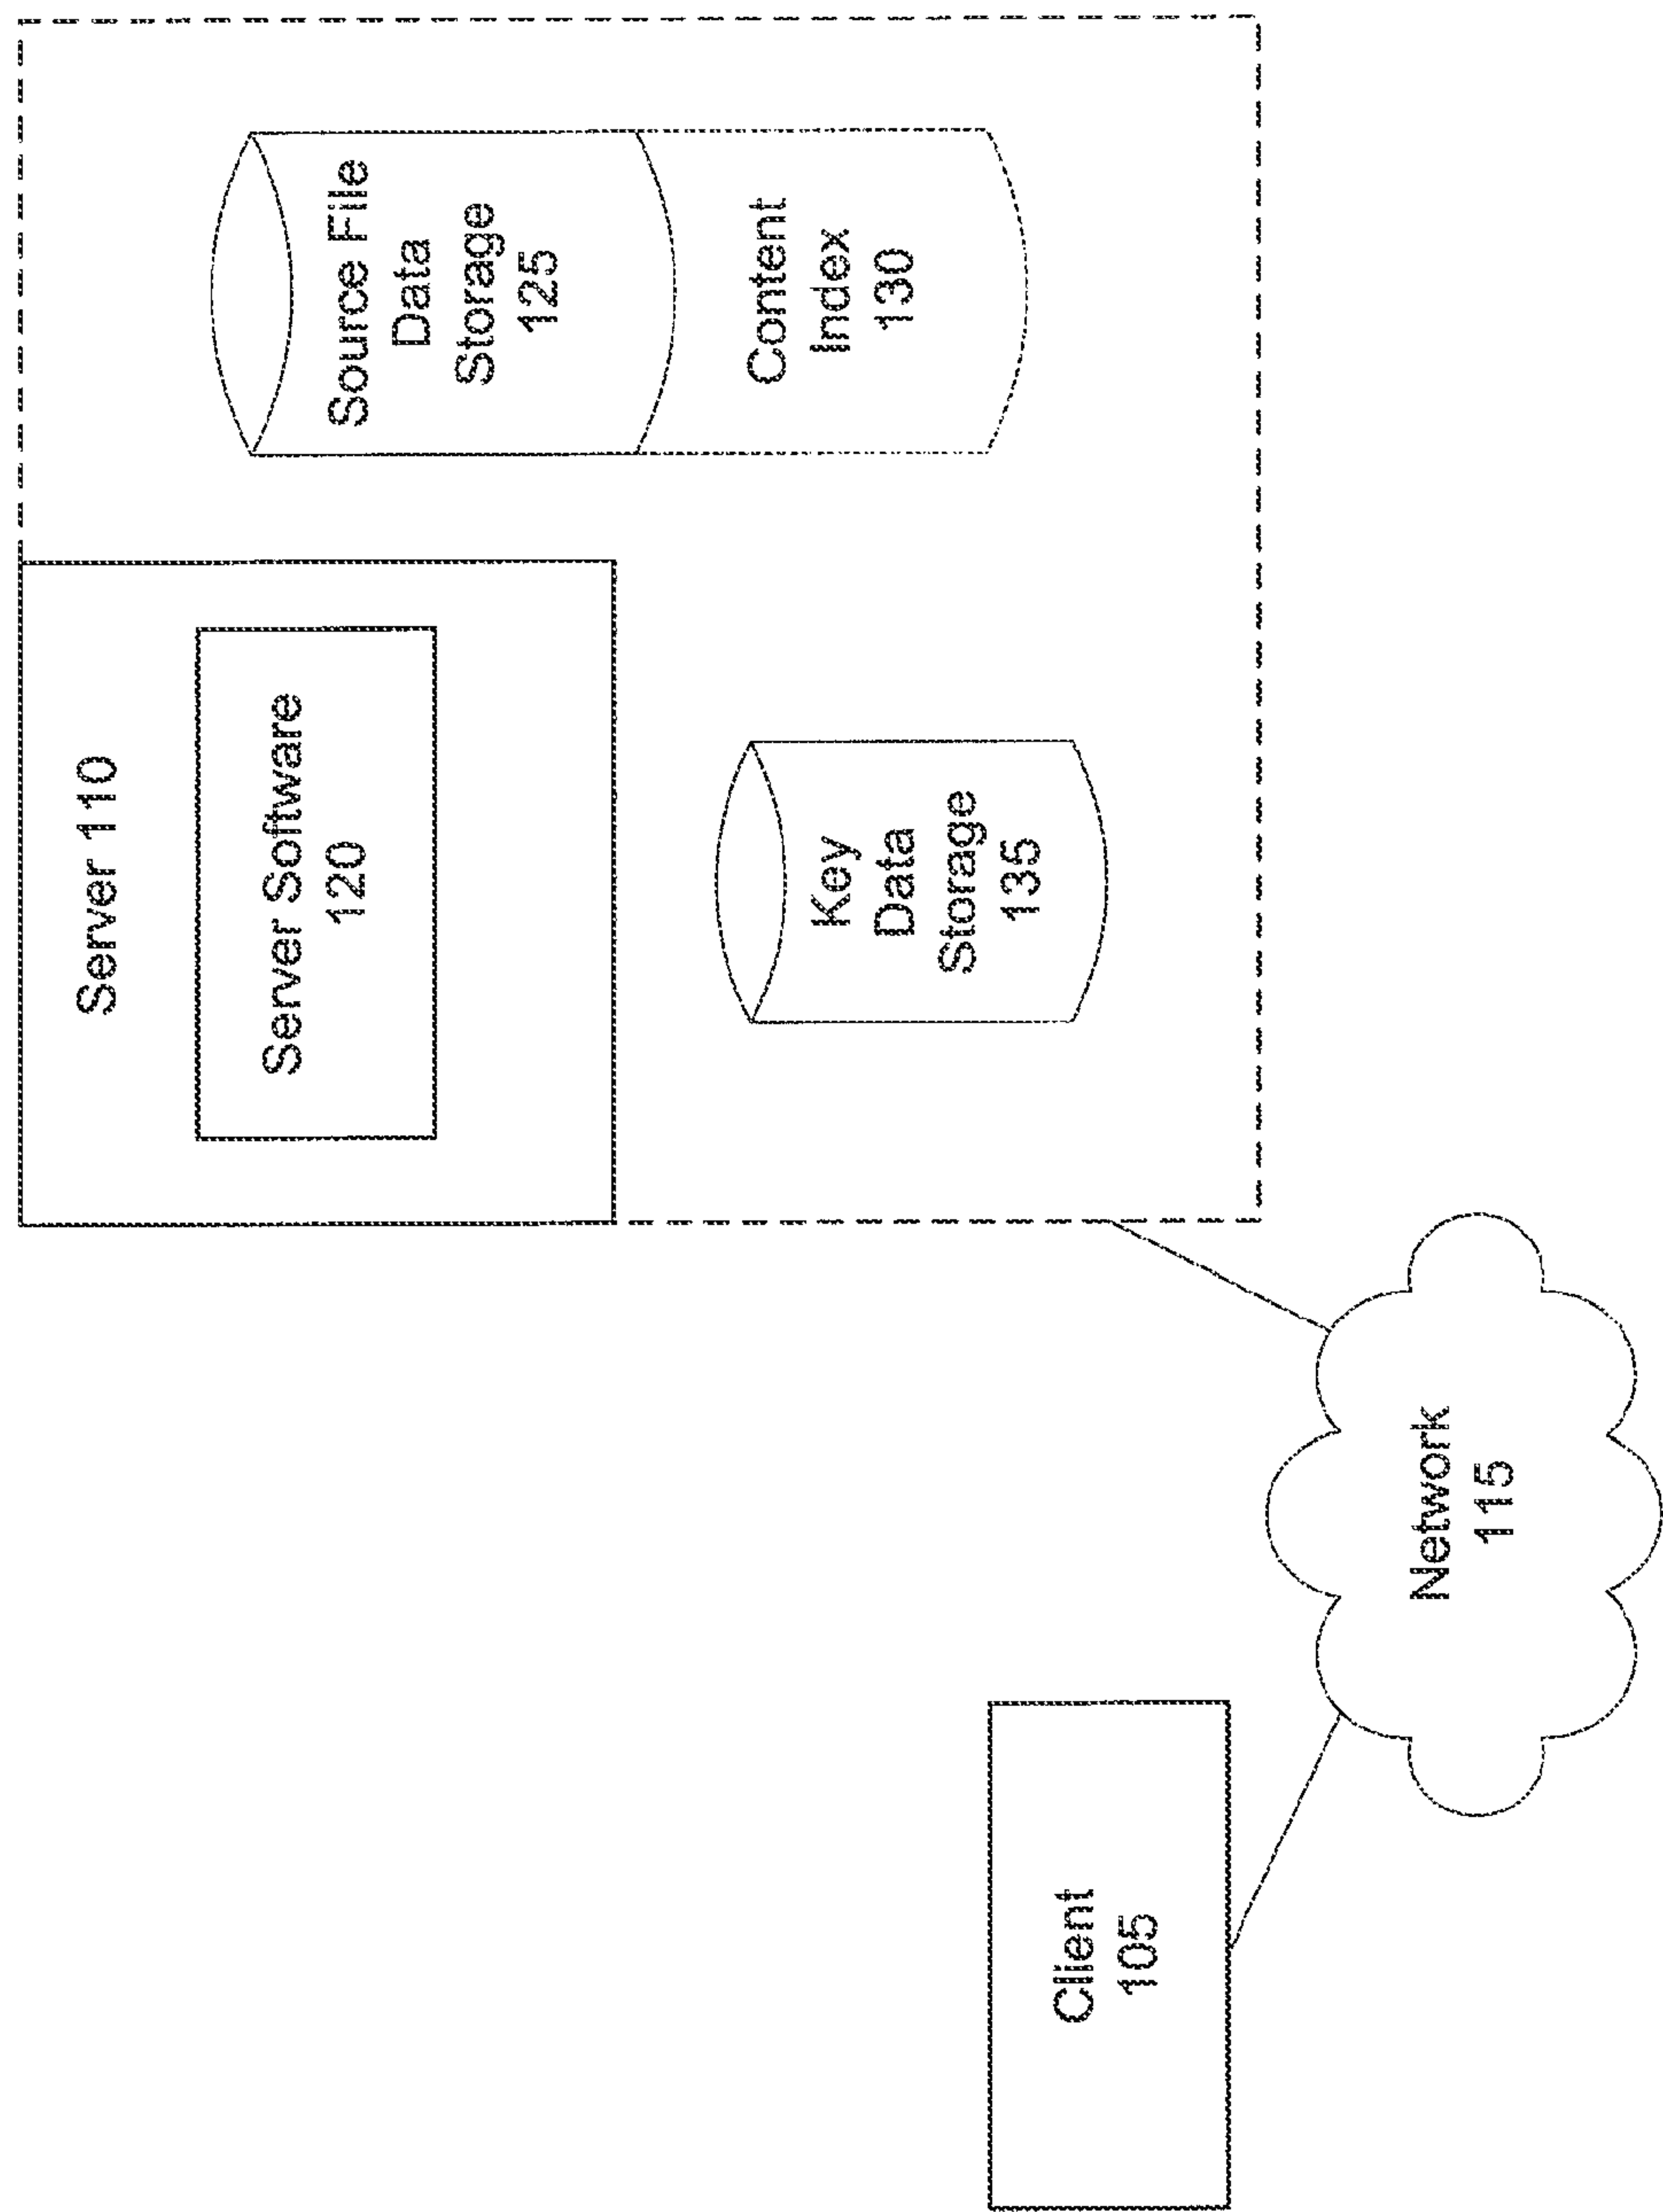 Server 110
Server Software
120
Source File
Data
Storage
125
Content
Index
130
Key
Data
Storage
135
Client
105
Network
115